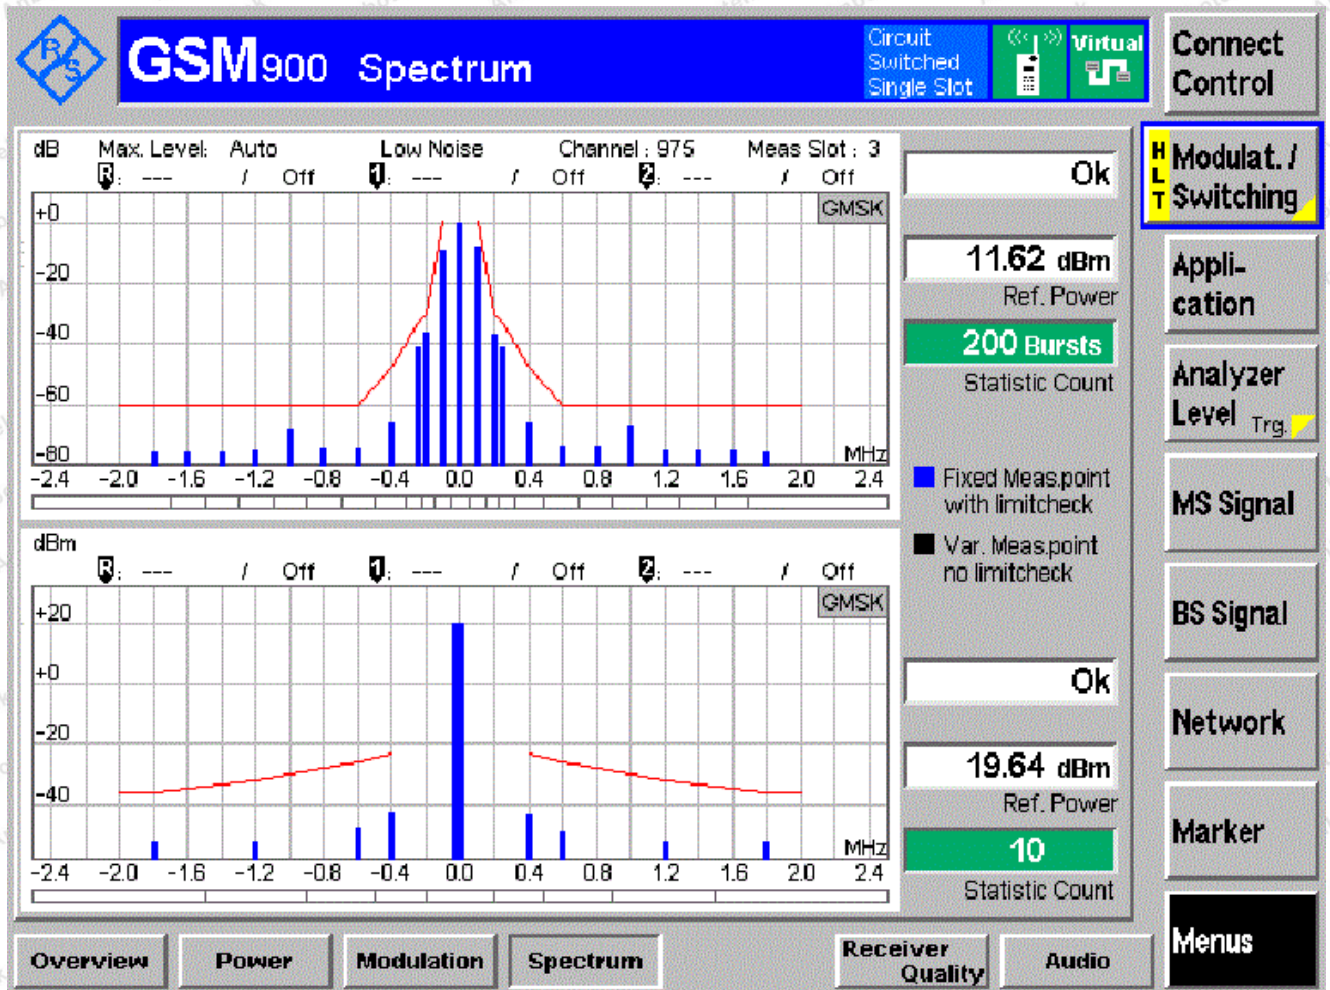 R&S
GSM900 Spectrum
Circuit
Switched
Single Slot
Virtual
Connect
Control
dB Max. Level: Auto Low Noise Channel : 975 Meas Slot : 3
R: --- / Off 1: --- / Off 2: --- / Off
GMSK
+0
-20
-40
-60
-80
MHz
-2.4 -2.0 -1.6 -1.2 -0.8 -0.4 0.0 0.4 0.8 1.2 1.6 2.0 2.4
Ok
11.62 dBm
Ref. Power
200 Bursts
Statistic Count
Fixed Meas.point
with limitcheck
Var. Meas.point
no limitcheck
dBm
R: --- / Off 1: --- / Off 2: --- / Off
GMSK
+20
+0
-20
-40
MHz
-2.4 -2.0 -1.6 -1.2 -0.8 -0.4 0.0 0.4 0.8 1.2 1.6 2.0 2.4
Ok
19.64 dBm
Ref. Power
10
Statistic Count
HLT
Modulat. /
Switching
Appli-
cation
Analyzer
Level Trg.
MS Signal
BS Signal
Network
Marker
Menus
Overview Power Modulation Spectrum Receiver Quality Audio